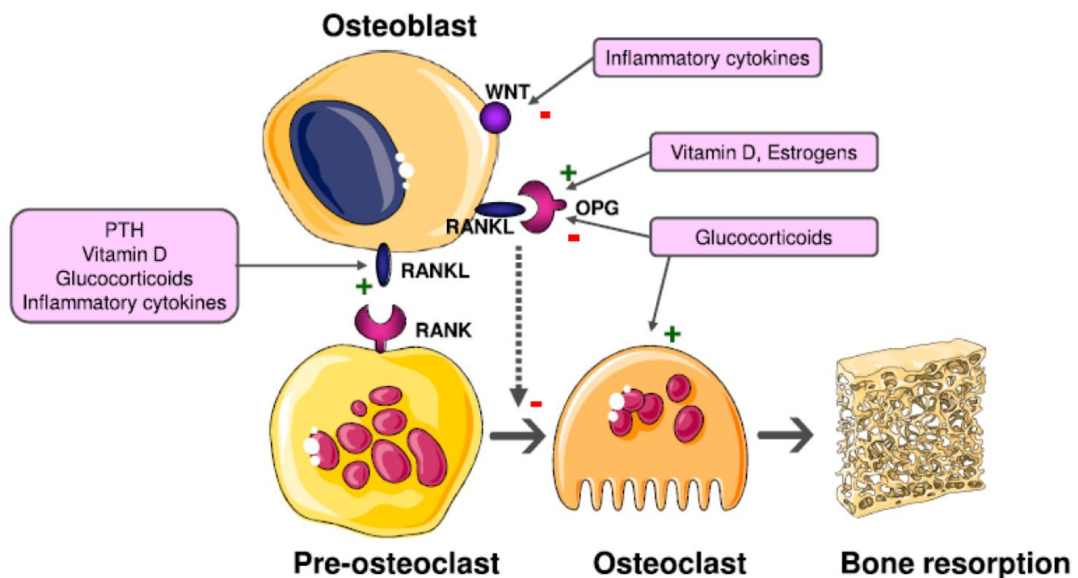 Osteoblast
Inflammatory cytokines
WNT
-
Vitamin D, Estrogens
+
OPG
RANKL
-
Glucocorticoids
PTH
Vitamin D
Glucocorticoids
Inflammatory cytokines
RANKL
+
RANK
+
-
Pre-osteoclast
Osteoclast
Bone resorption